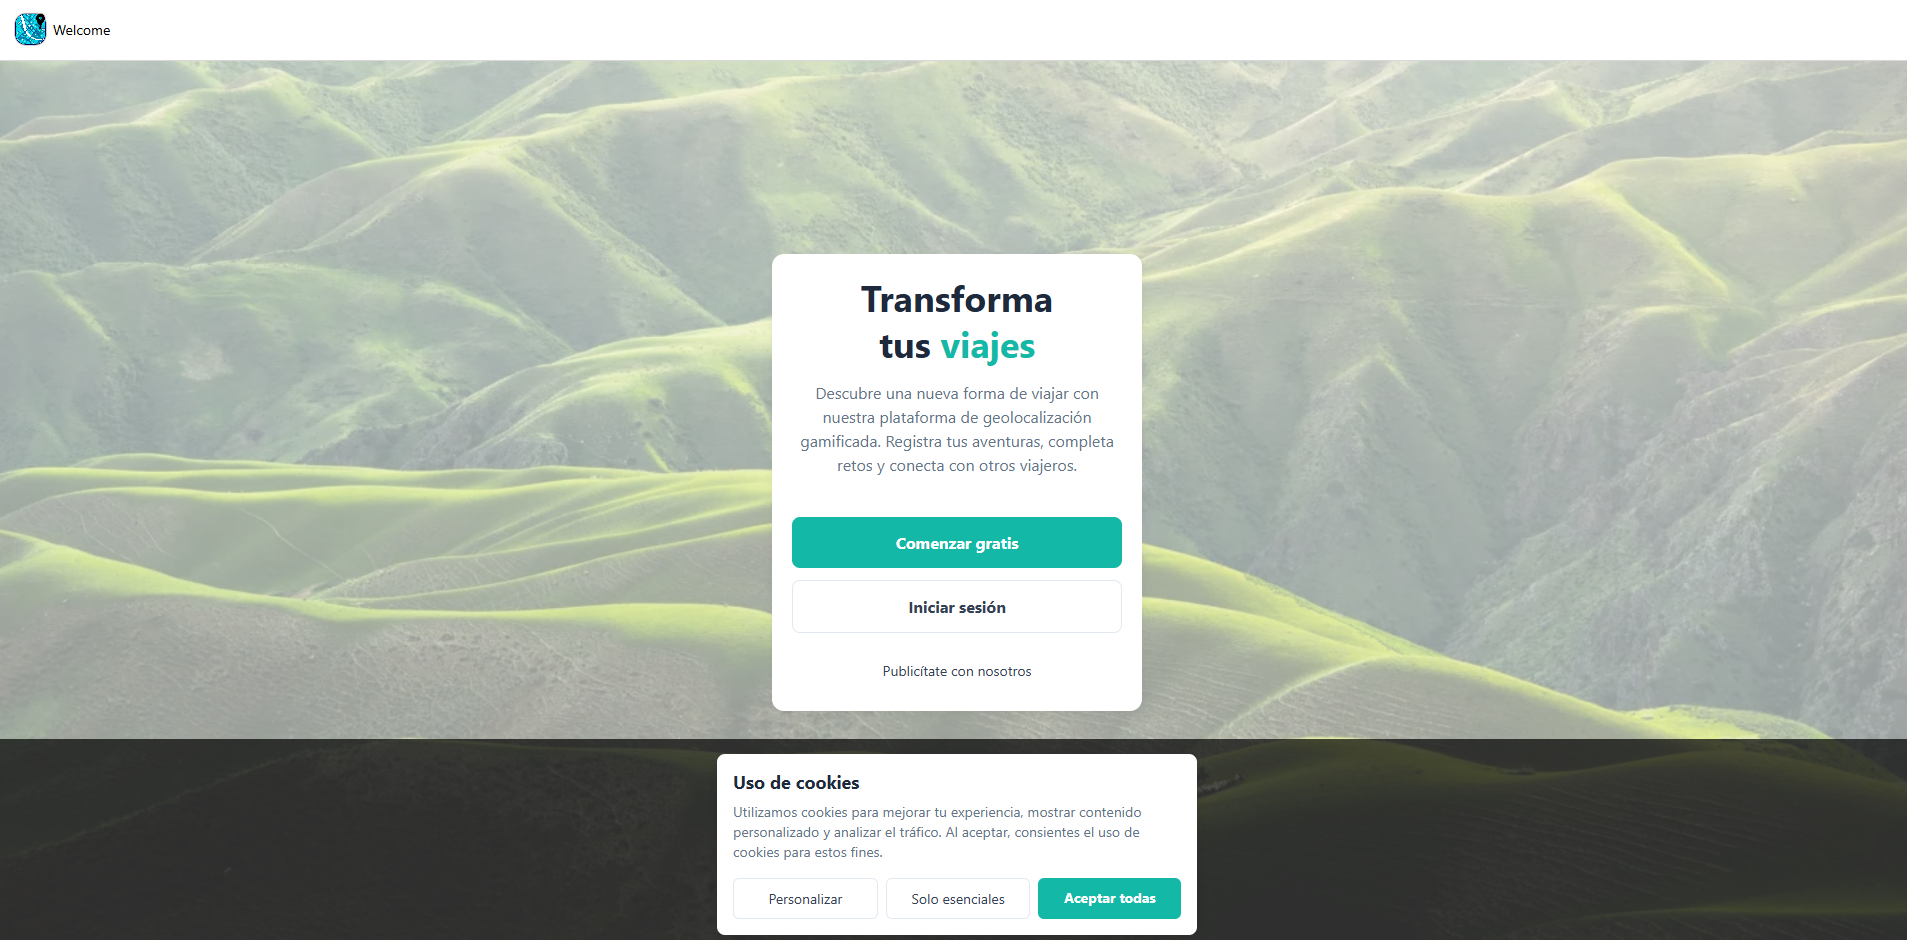 Welcome
Transforma
tus viajes
Descubre una nueva forma de viajar con
nuestra plataforma de geolocalización
gamificada. Registra tus aventuras, completa
retos y conecta con otros viajeros.
Comenzar gratis
Iniciar sesión
Publicítate con nosotros
Uso de cookies
Utilizamos cookies para mejorar tu experiencia, mostrar contenido
personalizado y analizar el tráfico. Al aceptar, consientes el uso de
cookies para estos fines.
Personalizar
Solo esenciales
Aceptar todas